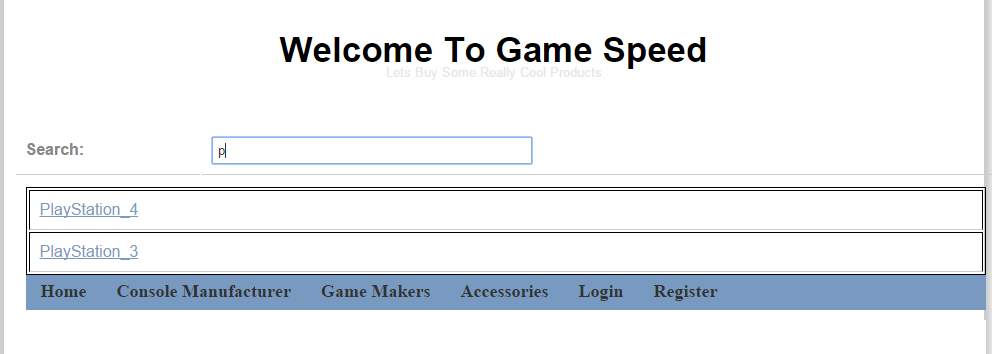 Welcome To Game Speed
Lets Buy Some Really Cool Products
Search: p
PlayStation_4
PlayStation_3
Home Console Manufacturer Game Makers Accessories Login Register